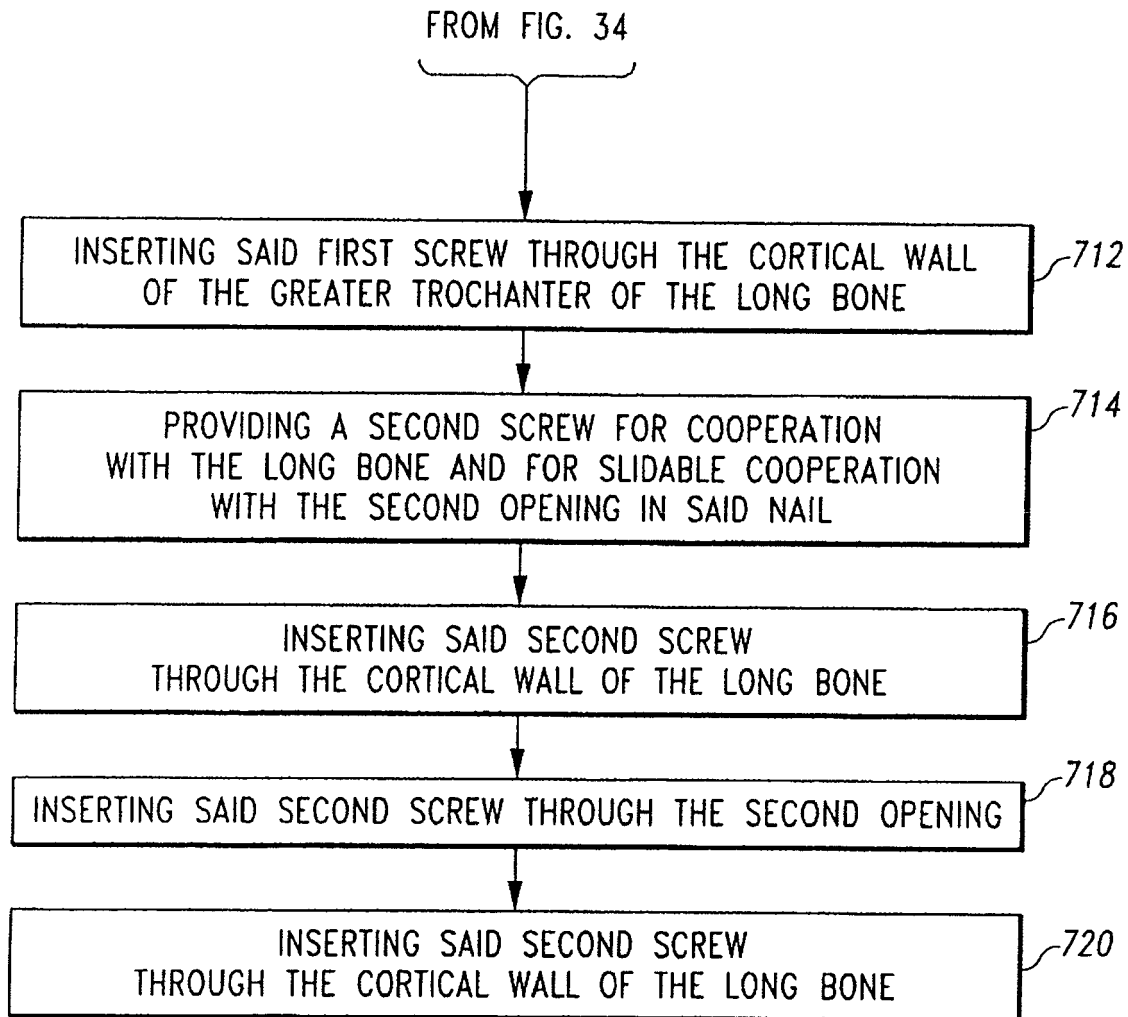 FROM FIG. 34
INSERTING SAID FIRST SCREW THROUGH THE CORTICAL WALL
OF THE GREATER TROCHANTER OF THE LONG BONE
712
PROVIDING A SECOND SCREW FOR COOPERATION
WITH THE LONG BONE AND FOR SLIDABLE COOPERATION
WITH THE SECOND OPENING IN SAID NAIL
714
INSERTING SAID SECOND SCREW
THROUGH THE CORTICAL WALL OF THE LONG BONE
716
INSERTING SAID SECOND SCREW THROUGH THE SECOND OPENING
718
INSERTING SAID SECOND SCREW
THROUGH THE CORTICAL WALL OF THE LONG BONE
720